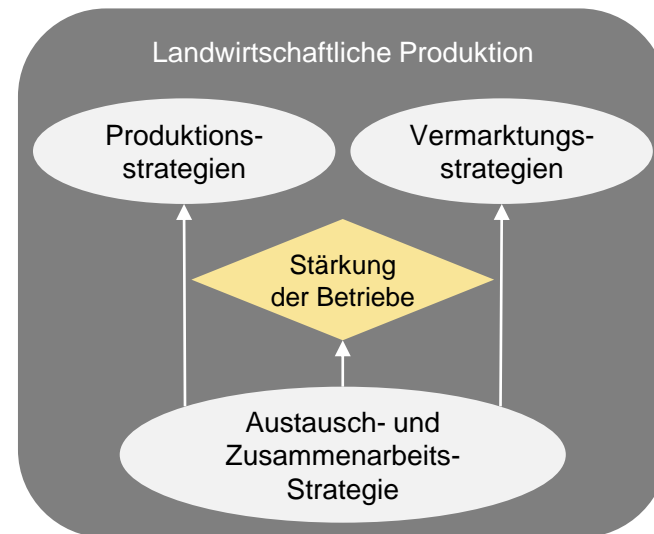 Landwirtschaftliche Produktion
Produktions-
strategien
Vermarktungs-
strategien
Stärkung
der Betriebe
Austausch- und
Zusammenarbeits-
Strategie